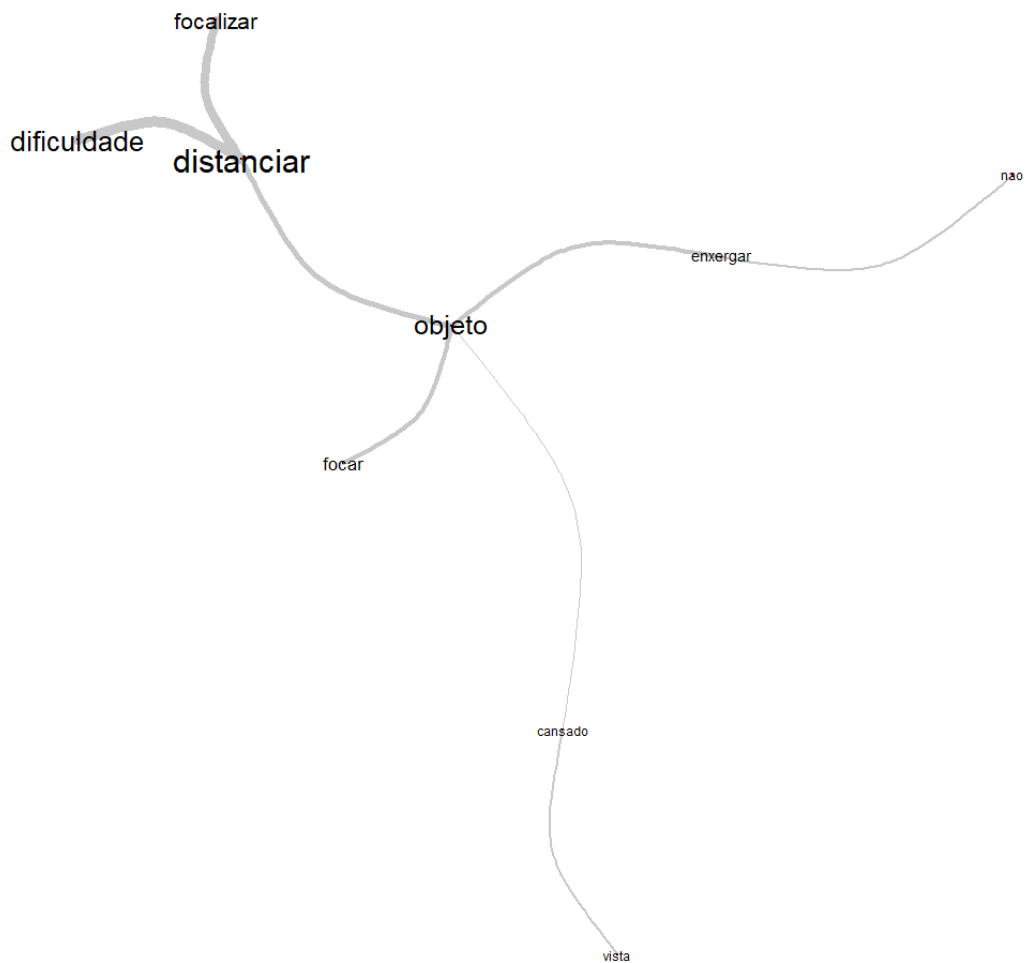 focalizar
dificuldade
distanciar
nao
enxergar
objeto
focar
cansado
vista